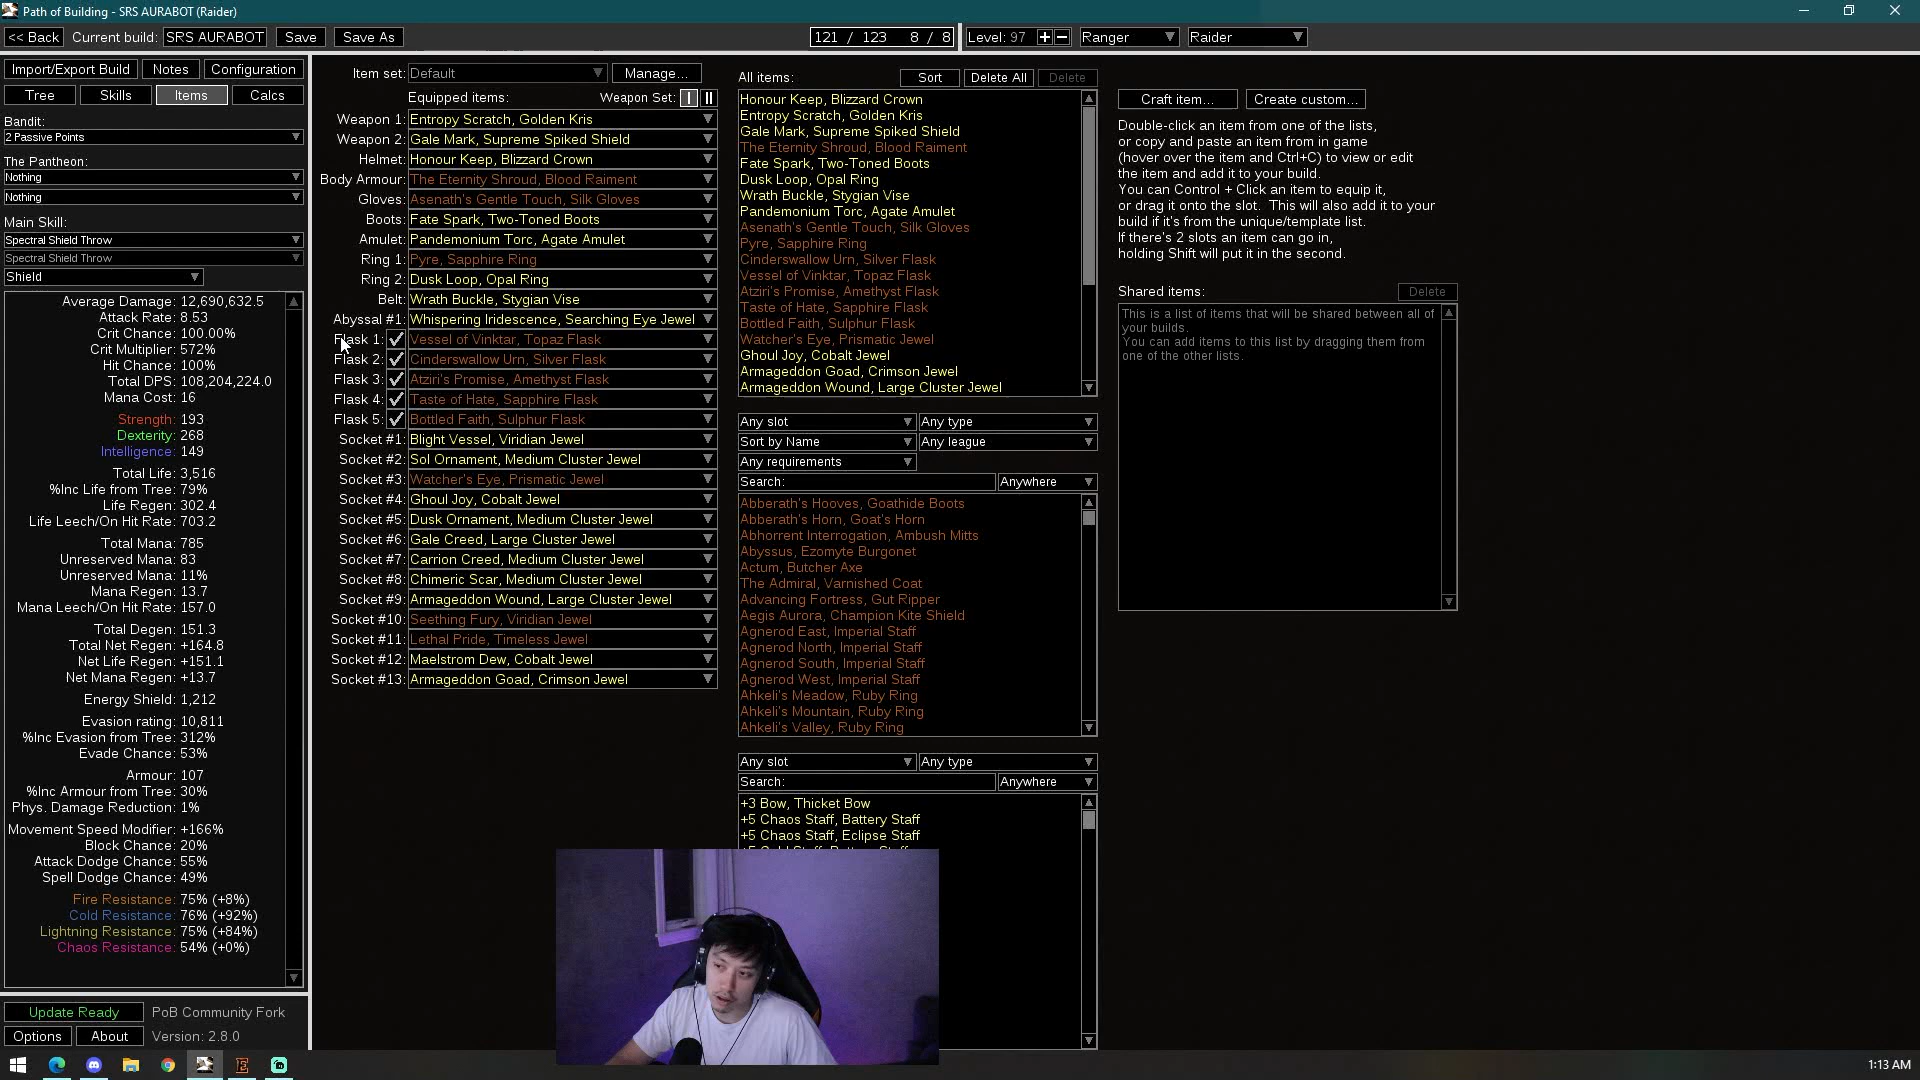 Path of Building - SRS AURABOT (Raider)
<< Back Current build: SRS AURABOT Save Save As 121 / 123 8 / 8 Level: 97 Ranger Raider
Import/Export Build Notes Configuration
Tree Skills Items Calcs
Bandit:
2 Passive Points
The Pantheon:
Nothing
Nothing
Main Skill:
Spectral Shield Throw
Spectral Shield Throw
Shield
Average Damage: 12,690,632.5
Attack Rate: 8.53
Crit Chance: 100.00%
Crit Multiplier: 572%
Hit Chance: 100%
Total DPS: 108,204,224.0
Mana Cost: 16
Strength: 193
Dexterity: 268
Intelligence: 149
Total Life: 3,516
%Inc Life from Tree: 79%
Life Regen: 302.4
Life Leech/On Hit Rate: 703.2
Total Mana: 785
Unreserved Mana: 83
Unreserved Mana: 11%
Mana Regen: 13.7
Mana Leech/On Hit Rate: 157.0
Total Degen: 151.3
Total Net Regen: +164.8
Net Life Regen: +151.1
Net Mana Regen: +13.7
Energy Shield: 1,212
Evasion rating: 10,811
%Inc Evasion from Tree: 312%
Evade Chance: 53%
Armour: 107
%Inc Armour from Tree: 30%
Phys. Damage Reduction: 1%
Movement Speed Modifier: +166%
Block Chance: 20%
Attack Dodge Chance: 55%
Spell Dodge Chance: 49%
Fire Resistance: 75% (+8%)
Cold Resistance: 76% (+92%)
Lightning Resistance: 75% (+84%)
Chaos Resistance: 54% (+0%)
Update Ready PoB Community Fork
Options About Version: 2.8.0
Item set: Default Manage...
Equipped items: Weapon Set: I II
Weapon 1: Entropy Scratch, Golden Kris
Weapon 2: Gale Mark, Supreme Spiked Shield
Helmet: Honour Keep, Blizzard Crown
Body Armour: The Eternity Shroud, Blood Raiment
Gloves: Asenath's Gentle Touch, Silk Gloves
Boots: Fate Spark, Two-Toned Boots
Amulet: Pandemonium Torc, Agate Amulet
Ring 1: Pyre, Sapphire Ring
Ring 2: Dusk Loop, Opal Ring
Belt: Wrath Buckle, Stygian Vise
Abyssal #1: Whispering Iridescence, Searching Eye Jewel
Flask 1: Vessel of Vinktar, Topaz Flask
Flask 2: Cinderswallow Urn, Silver Flask
Flask 3: Atziri's Promise, Amethyst Flask
Flask 4: Taste of Hate, Sapphire Flask
Flask 5: Bottled Faith, Sulphur Flask
Socket #1: Blight Vessel, Viridian Jewel
Socket #2: Sol Ornament, Medium Cluster Jewel
Socket #3: Watcher's Eye, Prismatic Jewel
Socket #4: Ghoul Joy, Cobalt Jewel
Socket #5: Dusk Ornament, Medium Cluster Jewel
Socket #6: Gale Creed, Large Cluster Jewel
Socket #7: Carrion Creed, Medium Cluster Jewel
Socket #8: Chimeric Scar, Medium Cluster Jewel
Socket #9: Armageddon Wound, Large Cluster Jewel
Socket #10: Seething Fury, Viridian Jewel
Socket #11: Lethal Pride, Timeless Jewel
Socket #12: Maelstrom Dew, Cobalt Jewel
Socket #13: Armageddon Goad, Crimson Jewel
All items: Sort Delete All Delete
Honour Keep, Blizzard Crown
Entropy Scratch, Golden Kris
Gale Mark, Supreme Spiked Shield
The Eternity Shroud, Blood Raiment
Fate Spark, Two-Toned Boots
Dusk Loop, Opal Ring
Wrath Buckle, Stygian Vise
Pandemonium Torc, Agate Amulet
Asenath's Gentle Touch, Silk Gloves
Pyre, Sapphire Ring
Cinderswallow Urn, Silver Flask
Vessel of Vinktar, Topaz Flask
Atziri's Promise, Amethyst Flask
Taste of Hate, Sapphire Flask
Bottled Faith, Sulphur Flask
Watcher's Eye, Prismatic Jewel
Ghoul Joy, Cobalt Jewel
Armageddon Goad, Crimson Jewel
Armageddon Wound, Large Cluster Jewel
Any slot Any type
Sort by Name Any league
Any requirements
Search: Anywhere
Abberath's Hooves, Goathide Boots
Abberath's Horn, Goat's Horn
Abhorrent Interrogation, Ambush Mitts
Abyssus, Ezomyte Burgonet
Actum, Butcher Axe
The Admiral, Varnished Coat
Advancing Fortress, Gut Ripper
Aegis Aurora, Champion Kite Shield
Agnerod East, Imperial Staff
Agnerod North, Imperial Staff
Agnerod South, Imperial Staff
Agnerod West, Imperial Staff
Ahkeli's Meadow, Ruby Ring
Ahkeli's Mountain, Ruby Ring
Ahkeli's Valley, Ruby Ring
Any slot Any type
Search: Anywhere
+3 Bow, Thicket Bow
+5 Chaos Staff, Battery Staff
+5 Chaos Staff, Eclipse Staff
Craft item... Create custom...
Double-click an item from one of the lists,
or copy and paste an item from in game
(hover over the item and Ctrl+C) to view or edit
the item and add it to your build.
You can Control + Click an item to equip it,
or drag it onto the slot. This will also add it to your
build if it's from the unique/template list.
If there's 2 slots an item can go in,
holding Shift will put it in the second.
Shared items: Delete
This is a list of items that will be shared between all of
your builds.
You can add items to this list by dragging them from
one of the other lists.
1:13 AM